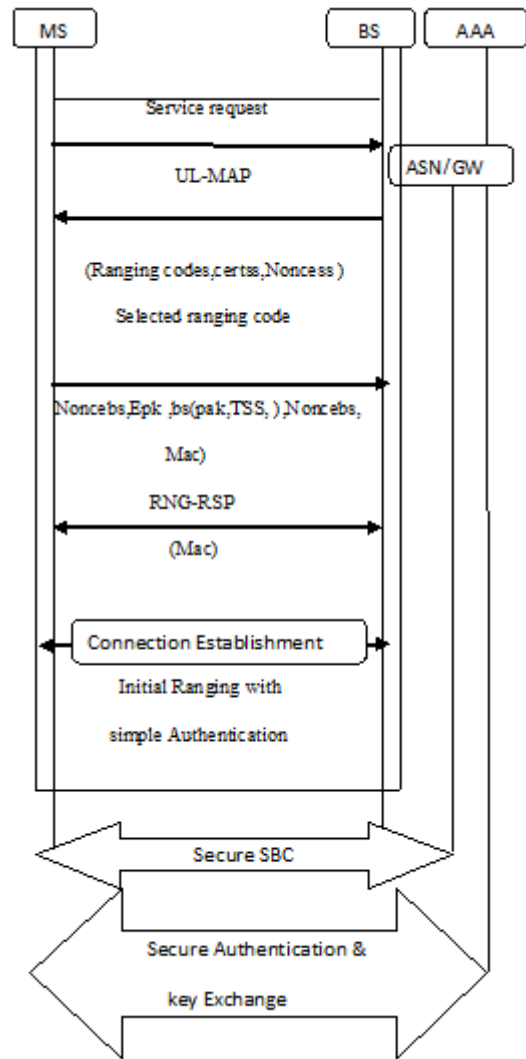 MS BS AAA
Service request
ASN/GW
UL-MAP
(Ranging codes,certss,Noncess )
Selected ranging code
Noncebs,Epk ,bs(pak,TSS, ),Noncebs,
Mac)
RNG-RSP
(Mac)
Connection Establishment
Initial Ranging with
simple Authentication
Secure SBC
Secure Authentication &
key Exchange